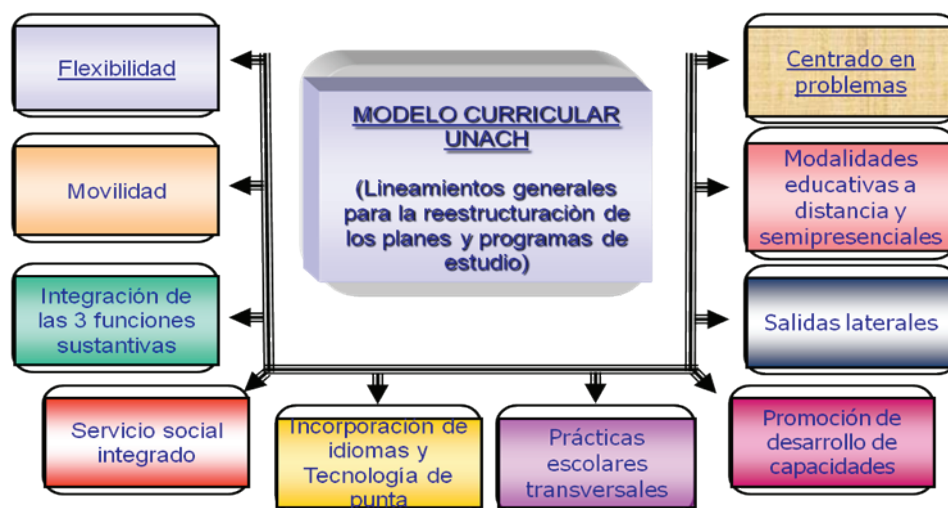 Flexibilidad
MODELO CURRICULAR
UNACH
(Lineamientos generales
para la reestructuraciòn de
los planes y programas de
estudio)
Centrado en
problemas
Movilidad
Modalidades
educativas a
distancia y
semipresenciales
Integración de
las 3 funciones
sustantivas
Salidas laterales
Servicio social
integrado
Incorporación de
idiomas y
Tecnología de
punta
Prácticas
escolares
transversales
Promoción de
desarrollo de
capacidades